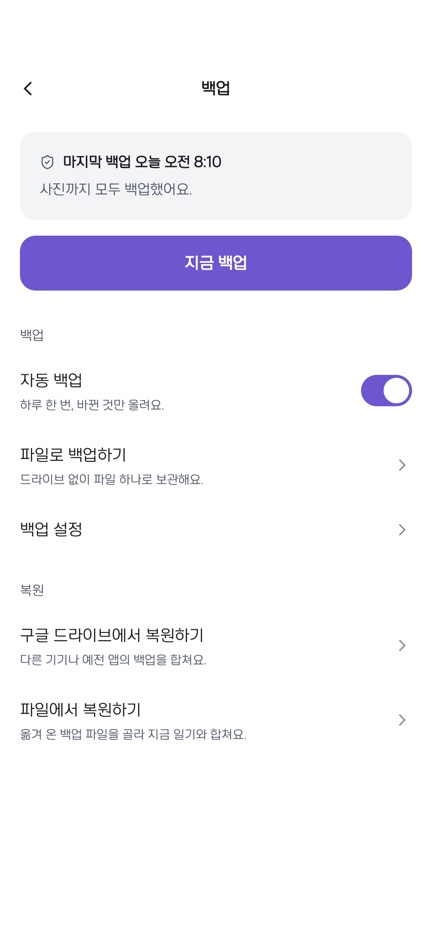 백업
마지막 백업 오늘 오전 8:10
사진까지 모두 백업했어요.
지금 백업
백업
자동 백업
하루 한 번, 바뀐 것만 올려요.
파일로 백업하기
드라이브 없이 파일 하나로 보관해요.
백업 설정
복원
구글 드라이브에서 복원하기
다른 기기나 예전 앱의 백업을 합쳐요.
파일에서 복원하기
옮겨 온 백업 파일을 골라 지금 일기와 합쳐요.